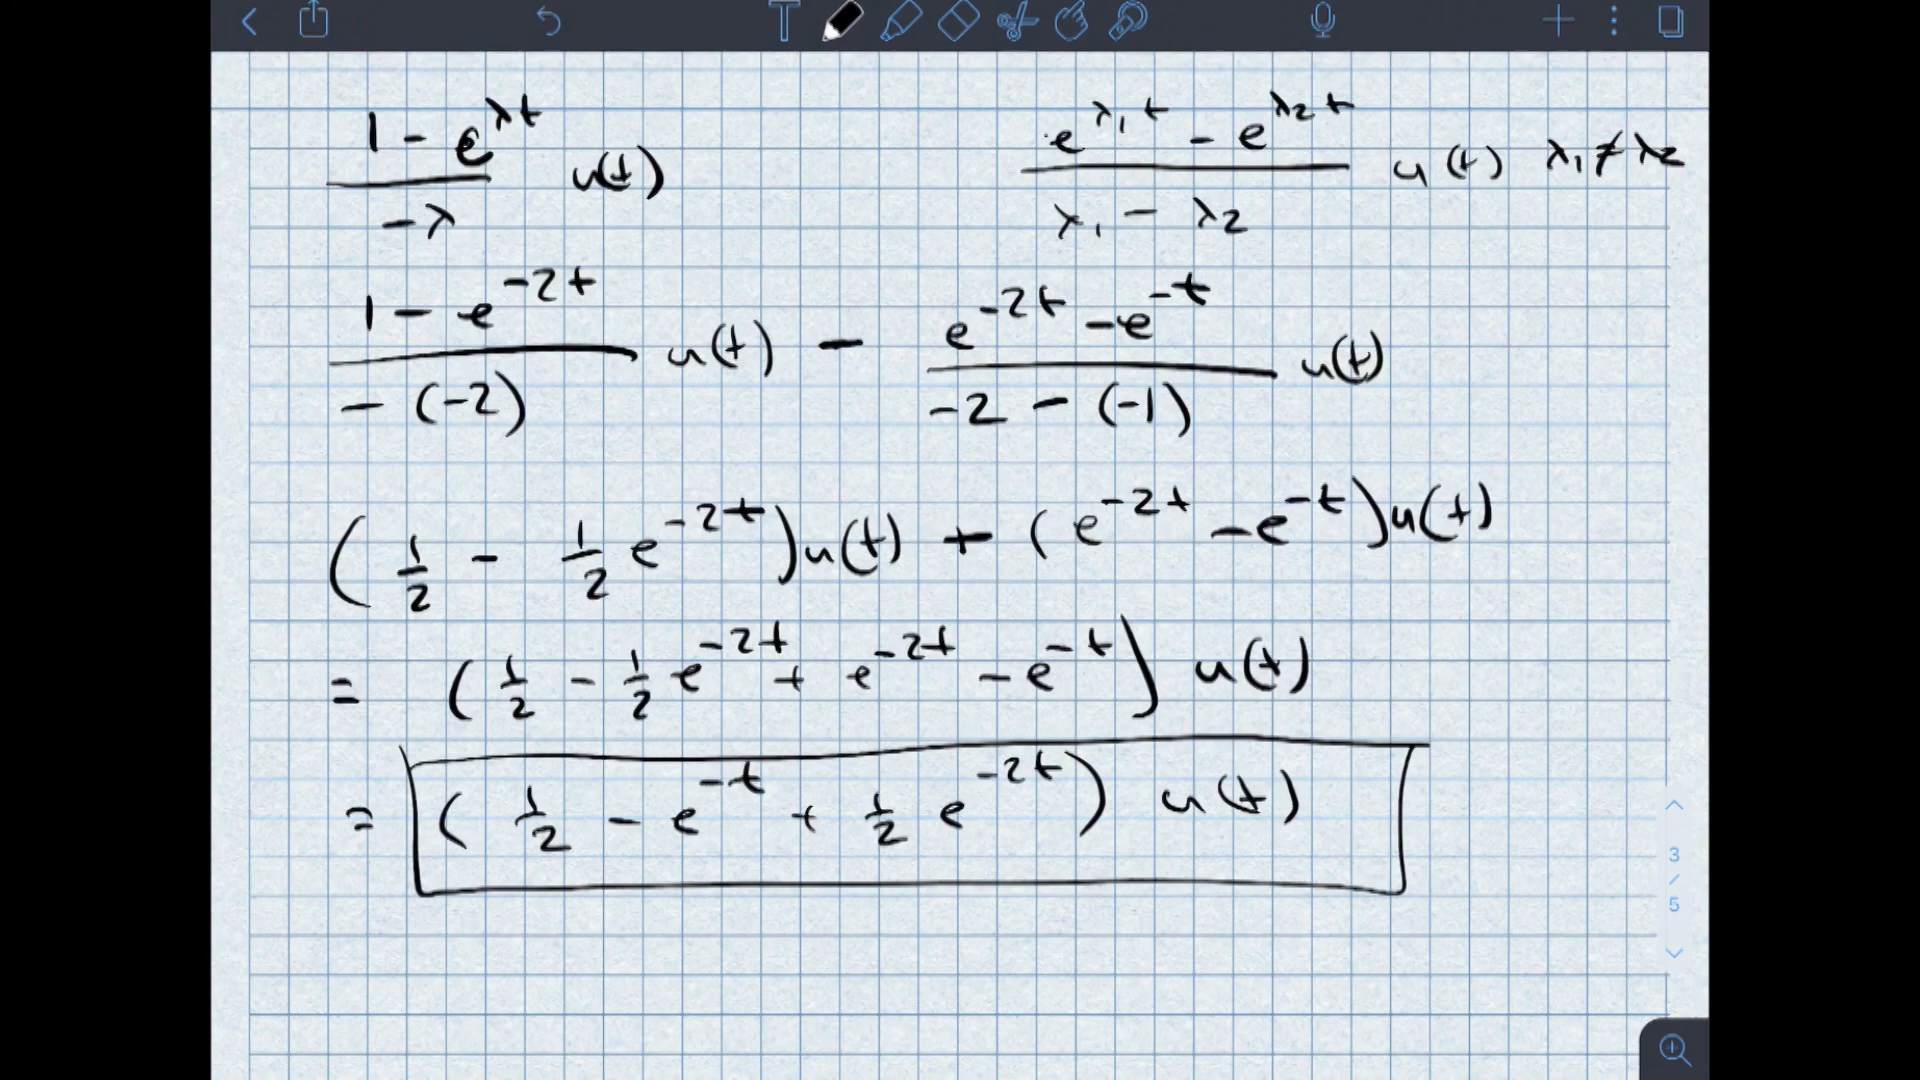 (1 - e^{λt}) / (-λ) u(t)    (e^{λ₁t} - e^{λ₂t}) / (λ₁ - λ₂) u(t)  λ₁ ≠ λ₂
(1 - e^{-2t}) / (-(-2)) u(t) - (e^{-2t} - e^{-t}) / (-2 - (-1)) u(t)
(1/2 - 1/2 e^{-2t}) u(t) + (e^{-2t} - e^{-t}) u(t)
= (1/2 - 1/2 e^{-2t} + e^{-2t} - e^{-t}) u(t)
= (1/2 - e^{-t} + 1/2 e^{-2t}) u(t)
3
/
5